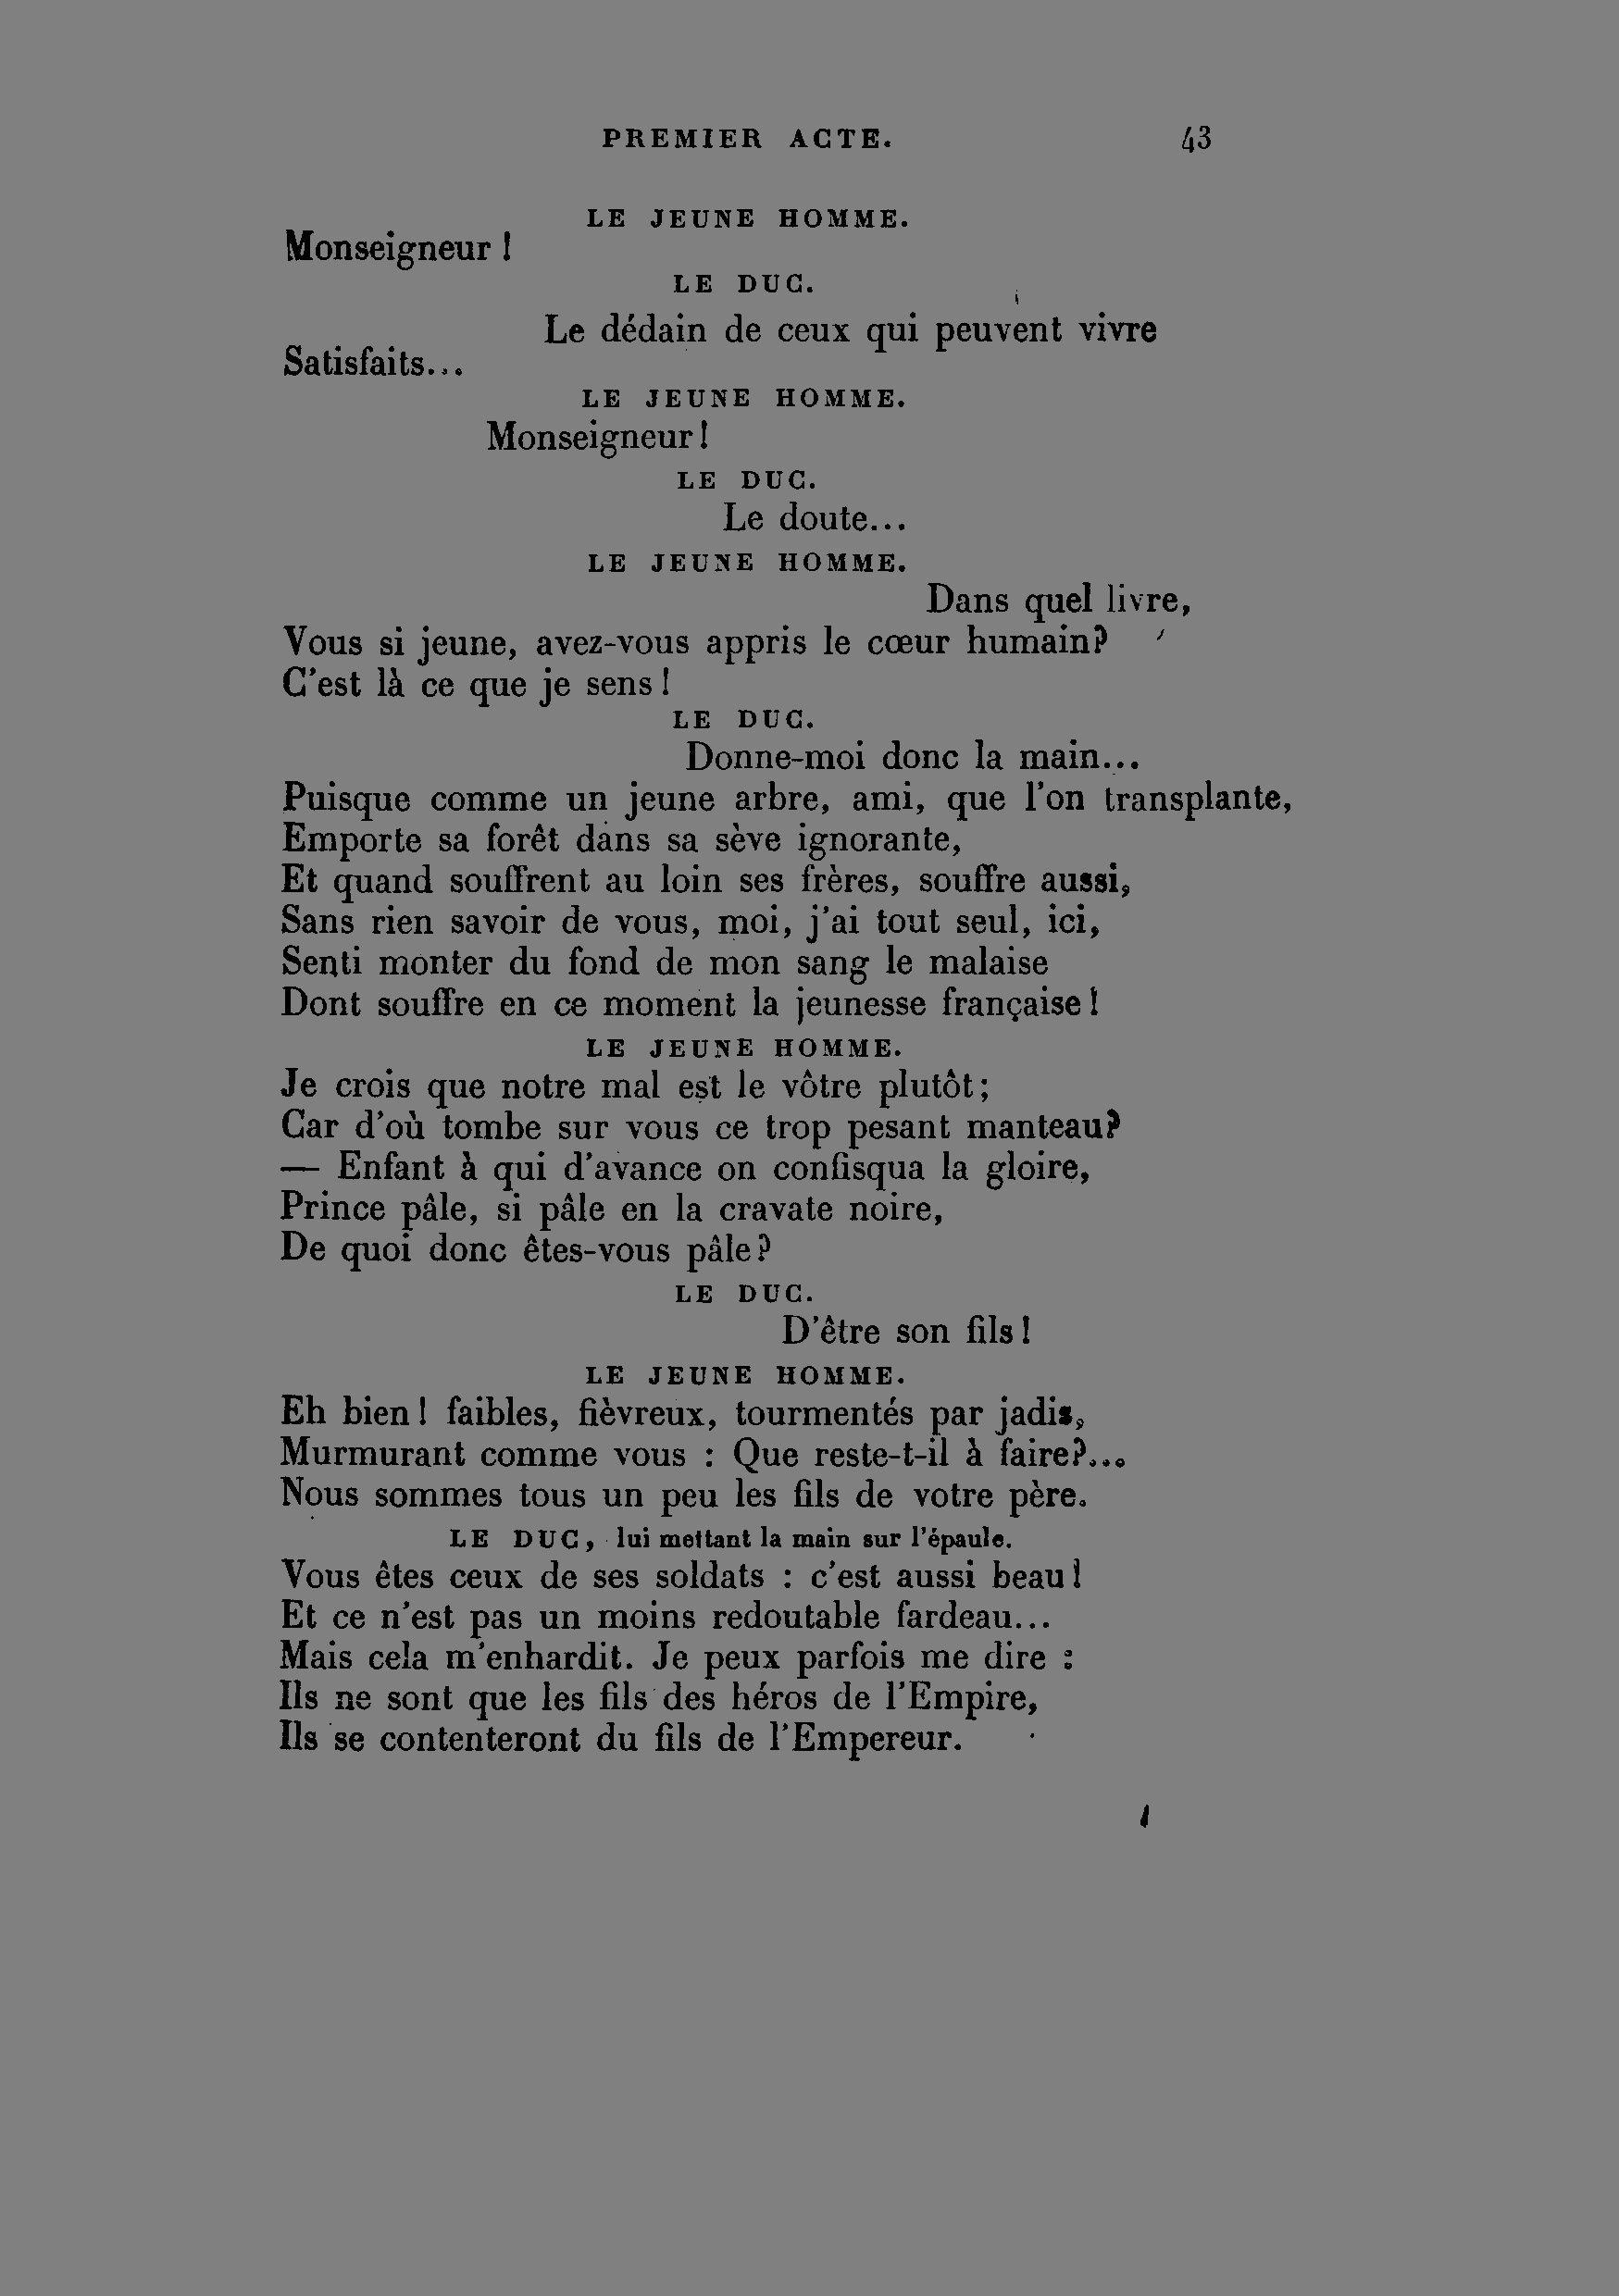 PREMIER ACTE. 43
LE JEUNE HOMME.
Monseigneur !
LE DUC.
Le dédain de ceux qui peuvent vivre
Satisfaits...
LE JEUNE HOMME.
Monseigneur !
LE DUC.
Le doute...
LE JEUNE HOMME.
Dans quel livre,
Vous si jeune, avez-vous appris le cœur humain?
C'est là ce que je sens !
LE DUC.
Donne-moi donc la main...
Puisque comme un jeune arbre, ami, que l'on transplante,
Emporte sa forêt dans sa sève ignorante,
Et quand souffrent au loin ses frères, souffre aussi,
Sans rien savoir de vous, moi, j'ai tout seul, ici,
Senti monter du fond de mon sang le malaise
Dont souffre en ce moment la jeunesse française !
LE JEUNE HOMME.
Je crois que notre mal est le vôtre plutôt;
Car d'où tombe sur vous ce trop pesant manteau?
— Enfant à qui d'avance on confisqua la gloire,
Prince pâle, si pâle en la cravate noire,
De quoi donc êtes-vous pâle?
LE DUC.
D'être son fils !
LE JEUNE HOMME.
Eh bien ! faibles, fièvreux, tourmentés par jadis,
Murmurant comme vous : Que reste-t-il à faire?...
Nous sommes tous un peu les fils de votre père.
LE DUC, lui mettant la main sur l'épaule.
Vous êtes ceux de ses soldats : c'est aussi beau !
Et ce n'est pas un moins redoutable fardeau...
Mais cela m'enhardit. Je peux parfois me dire :
Ils ne sont que les fils des héros de l'Empire,
Ils se contenteront du fils de l'Empereur.